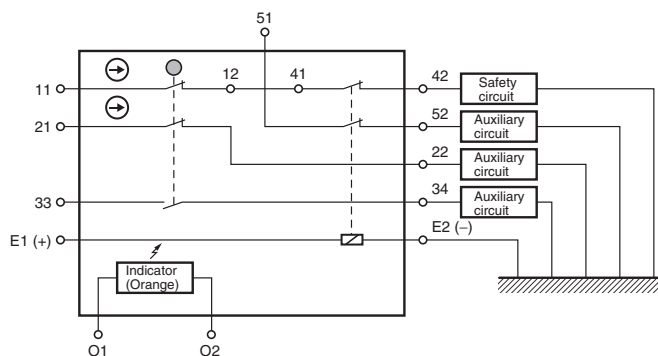 51
11
12
41
42
Safety
circuit
21
52
Auxiliary
circuit
22
Auxiliary
circuit
33
34
Auxiliary
circuit
E1 (+)
E2 (−)
Indicator
(Orange)
O1
O2